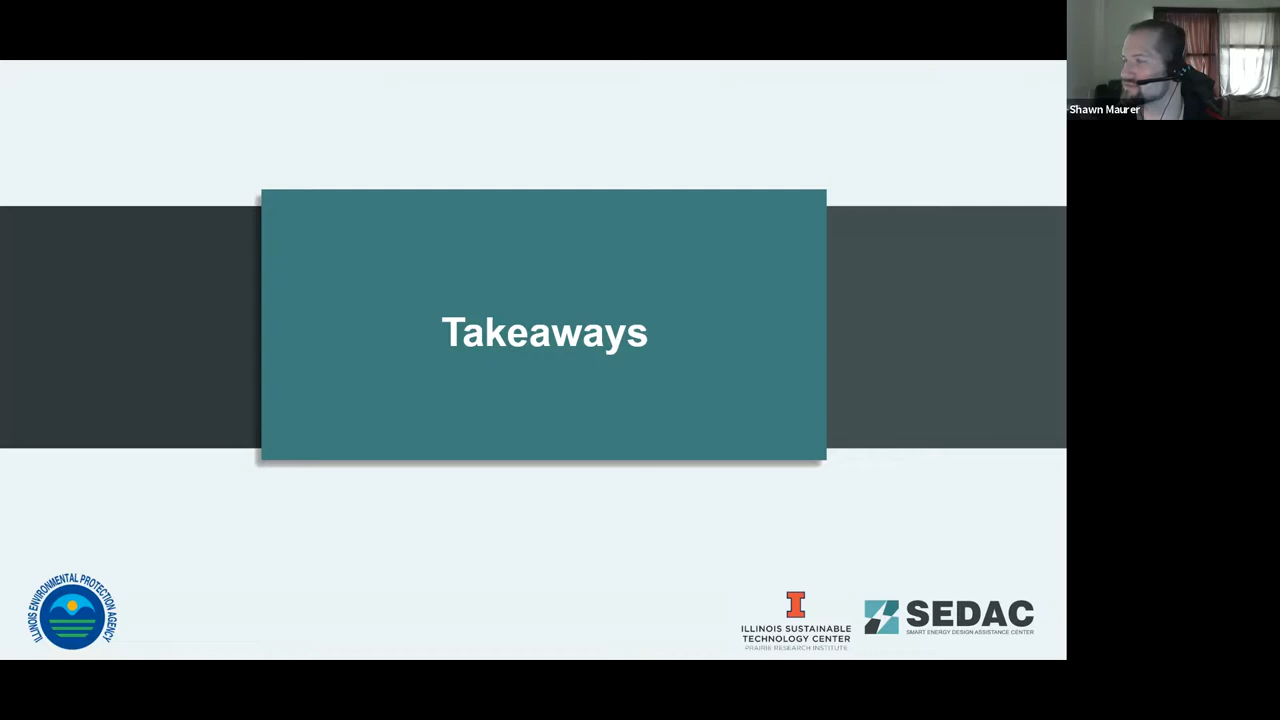 Shawn Maurer
Takeaways
ILLINOIS ENVIRONMENTAL PROTECTION AGENCY
I
ILLINOIS SUSTAINABLE
TECHNOLOGY CENTER
PRAIRIE RESEARCH INSTITUTE
SEDAC
SMART ENERGY DESIGN ASSISTANCE CENTER